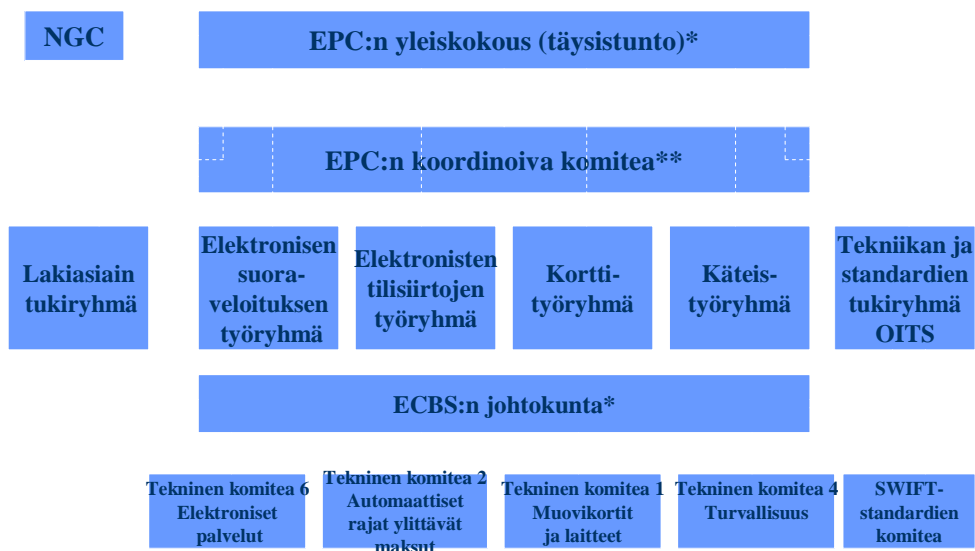 NGC
EPC:n yleiskokous (täysistunto)*
EPC:n koordinoiva komitea**
Lakiasiain
tukiryhmä
Elektronisen
suora-
veloituksen
työryhmä
Elektronisten
tilisiirtojen
työryhmä
Kortti-
työryhmä
Käteis-
työryhmä
Tekniikan ja
standardien
tukiryhmä
OITS
ECBS:n johtokunta*
Tekninen komitea 6
Elektroniset
palvelut
Tekninen komitea 2
Automaattiset
rajat ylittävät
maksut
Tekninen komitea 1
Muovikortit
ja laitteet
Tekninen komitea 4
Turvallisuus
SWIFT-
standardien
komitea